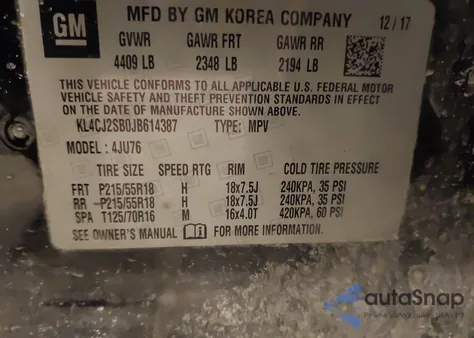 GM
MFD BY GM KOREA COMPANY 12/17
GVWR GAWR FRT GAWR RR
4409 LB 2348 LB 2194 LB
THIS VEHICLE CONFORMS TO ALL APPLICABLE U.S. FEDERAL MOTOR
VEHICLE SAFETY AND THEFT PREVENTION STANDARDS IN EFFECT
ON THE DATE OF MANUFACTURE SHOWN ABOVE.
KL4CJ2SB0JB614387 TYPE: MPV
MODEL: 4JU76
TIRE SIZE SPEED RTG RIM COLD TIRE PRESSURE
FRT P215/55R18 H 18x7.5J 240KPA, 35 PSI
RR P215/55R18 H 18x7.5J 240KPA, 35 PSI
SPA T125/70R16 M 16x4.0T 420KPA, 60 PSI
SEE OWNER'S MANUAL FOR MORE INFORMATION.
autaSnap